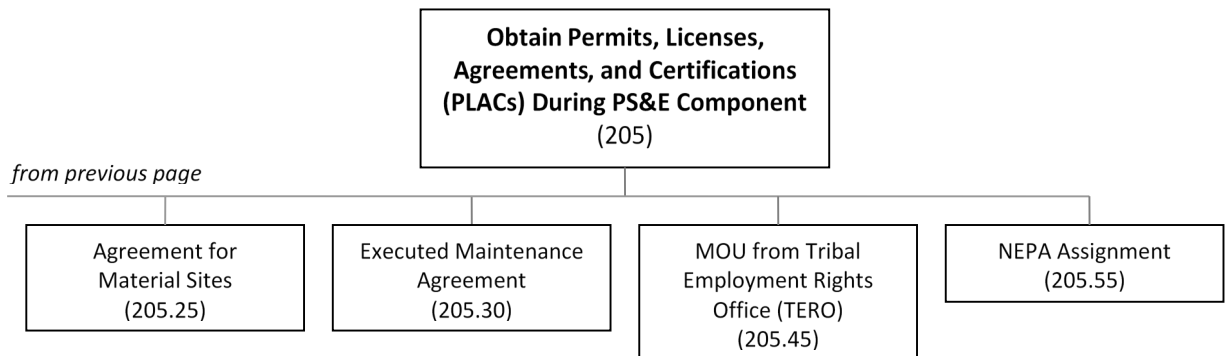 Obtain Permits, Licenses,
Agreements, and Certifications
(PLACs) During PS&E Component
(205)
from previous page
Agreement for
Material Sites
(205.25)
Executed Maintenance
Agreement
(205.30)
MOU from Tribal
Employment Rights
Office (TERO)
(205.45)
NEPA Assignment
(205.55)